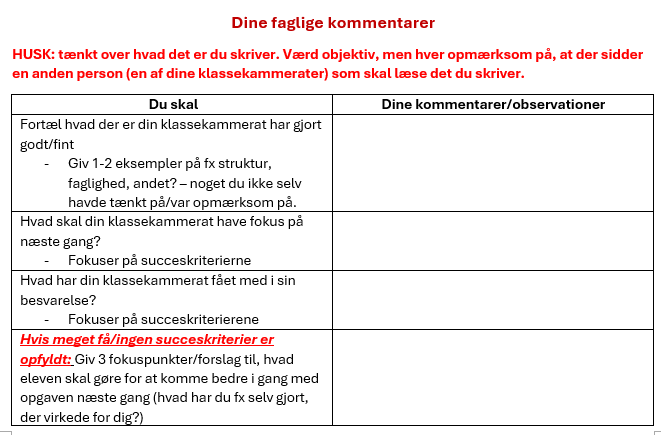 Dine faglige kommentarer
HUSK: tænkt over hvad det er du skriver. Værd objektiv, men hver opmærksom på, at der sidder
en anden person (en af dine klassekammerater) som skal læse det du skriver.
Du skal
Dine kommentarer/observationer
Fortæl hvad der er din klassekammerat har gjort
godt/fint
- Giv 1-2 eksempler på fx struktur,
faglighed, andet? – noget du ikke selv
havde tænkt på/var opmærksom på.
Hvad skal din klassekammerat have fokus på
næste gang?
- Fokuser på succeskriterierne
Hvad har din klassekammerat fået med i sin
besvarelse?
- Fokuser på succeskriterierene
Hvis meget få/ingen succeskriterier er
opfyldt: Giv 3 fokuspunkter/forslag til, hvad
eleven skal gøre for at komme bedre i gang med
opgaven næste gang (hvad har du fx selv gjort,
der virkede for dig?)